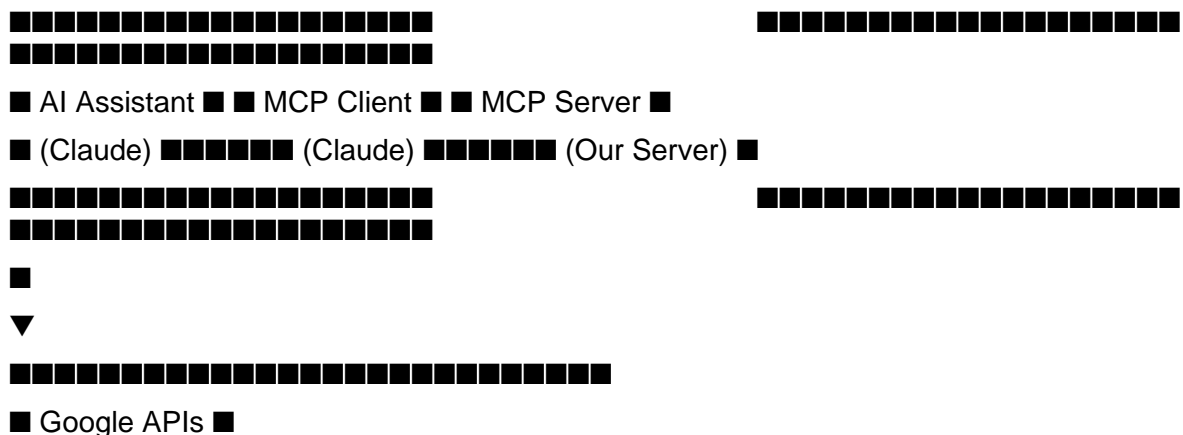 ■■■■■■■■■■■■■■■■■■■ ■■■■■■■■■■■■■■■■■■■
■■■■■■■■■■■■■■■■■■■
■ AI Assistant ■ ■ MCP Client ■ ■ MCP Server ■
■ (Claude) ■■■■■■ (Claude) ■■■■■■ (Our Server) ■
■■■■■■■■■■■■■■■■■■■ ■■■■■■■■■■■■■■■■■■■
■■■■■■■■■■■■■■■■■■■
■
▼
■■■■■■■■■■■■■■■■■■■■■■■■■■■
■ Google APIs ■